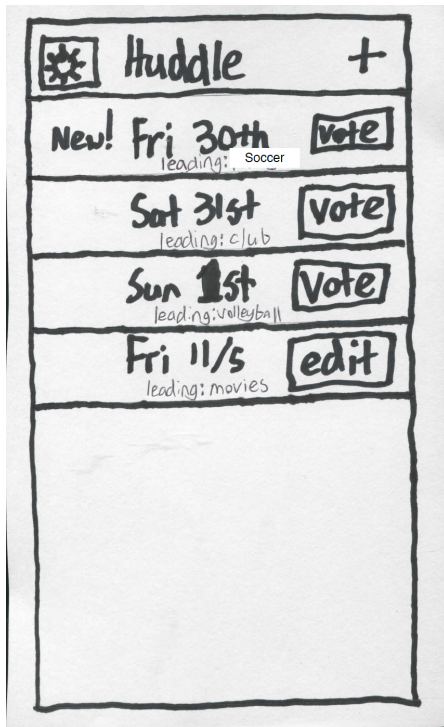 Huddle +
New! Fri 30th vote
leading: Soccer
Sat 31st vote
leading: club
Sun 1st Vote
leading: volleyball
Fri 11/5 edit
leading: movies